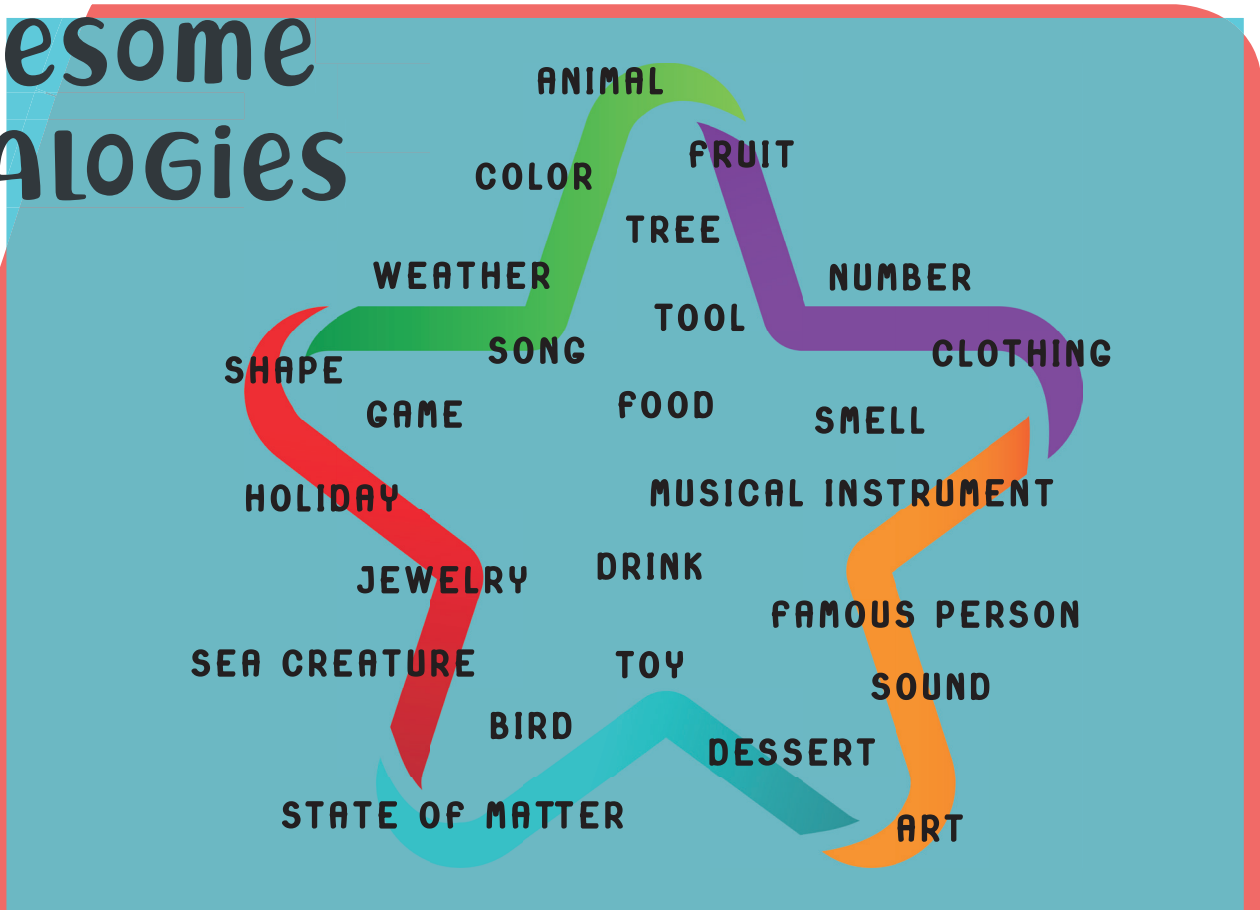 esome
ALOGies
ANIMAL
FRUIT
COLOR
TREE
WEATHER
NUMBER
TOOL
SONG
CLOTHING
SHAPE
GAME
FOOD
SMELL
HOLIDAY
MUSICAL INSTRUMENT
JEWELRY
DRINK
FAMOUS PERSON
SEA CREATURE
TOY
SOUND
BIRD
DESSERT
STATE OF MATTER
ART